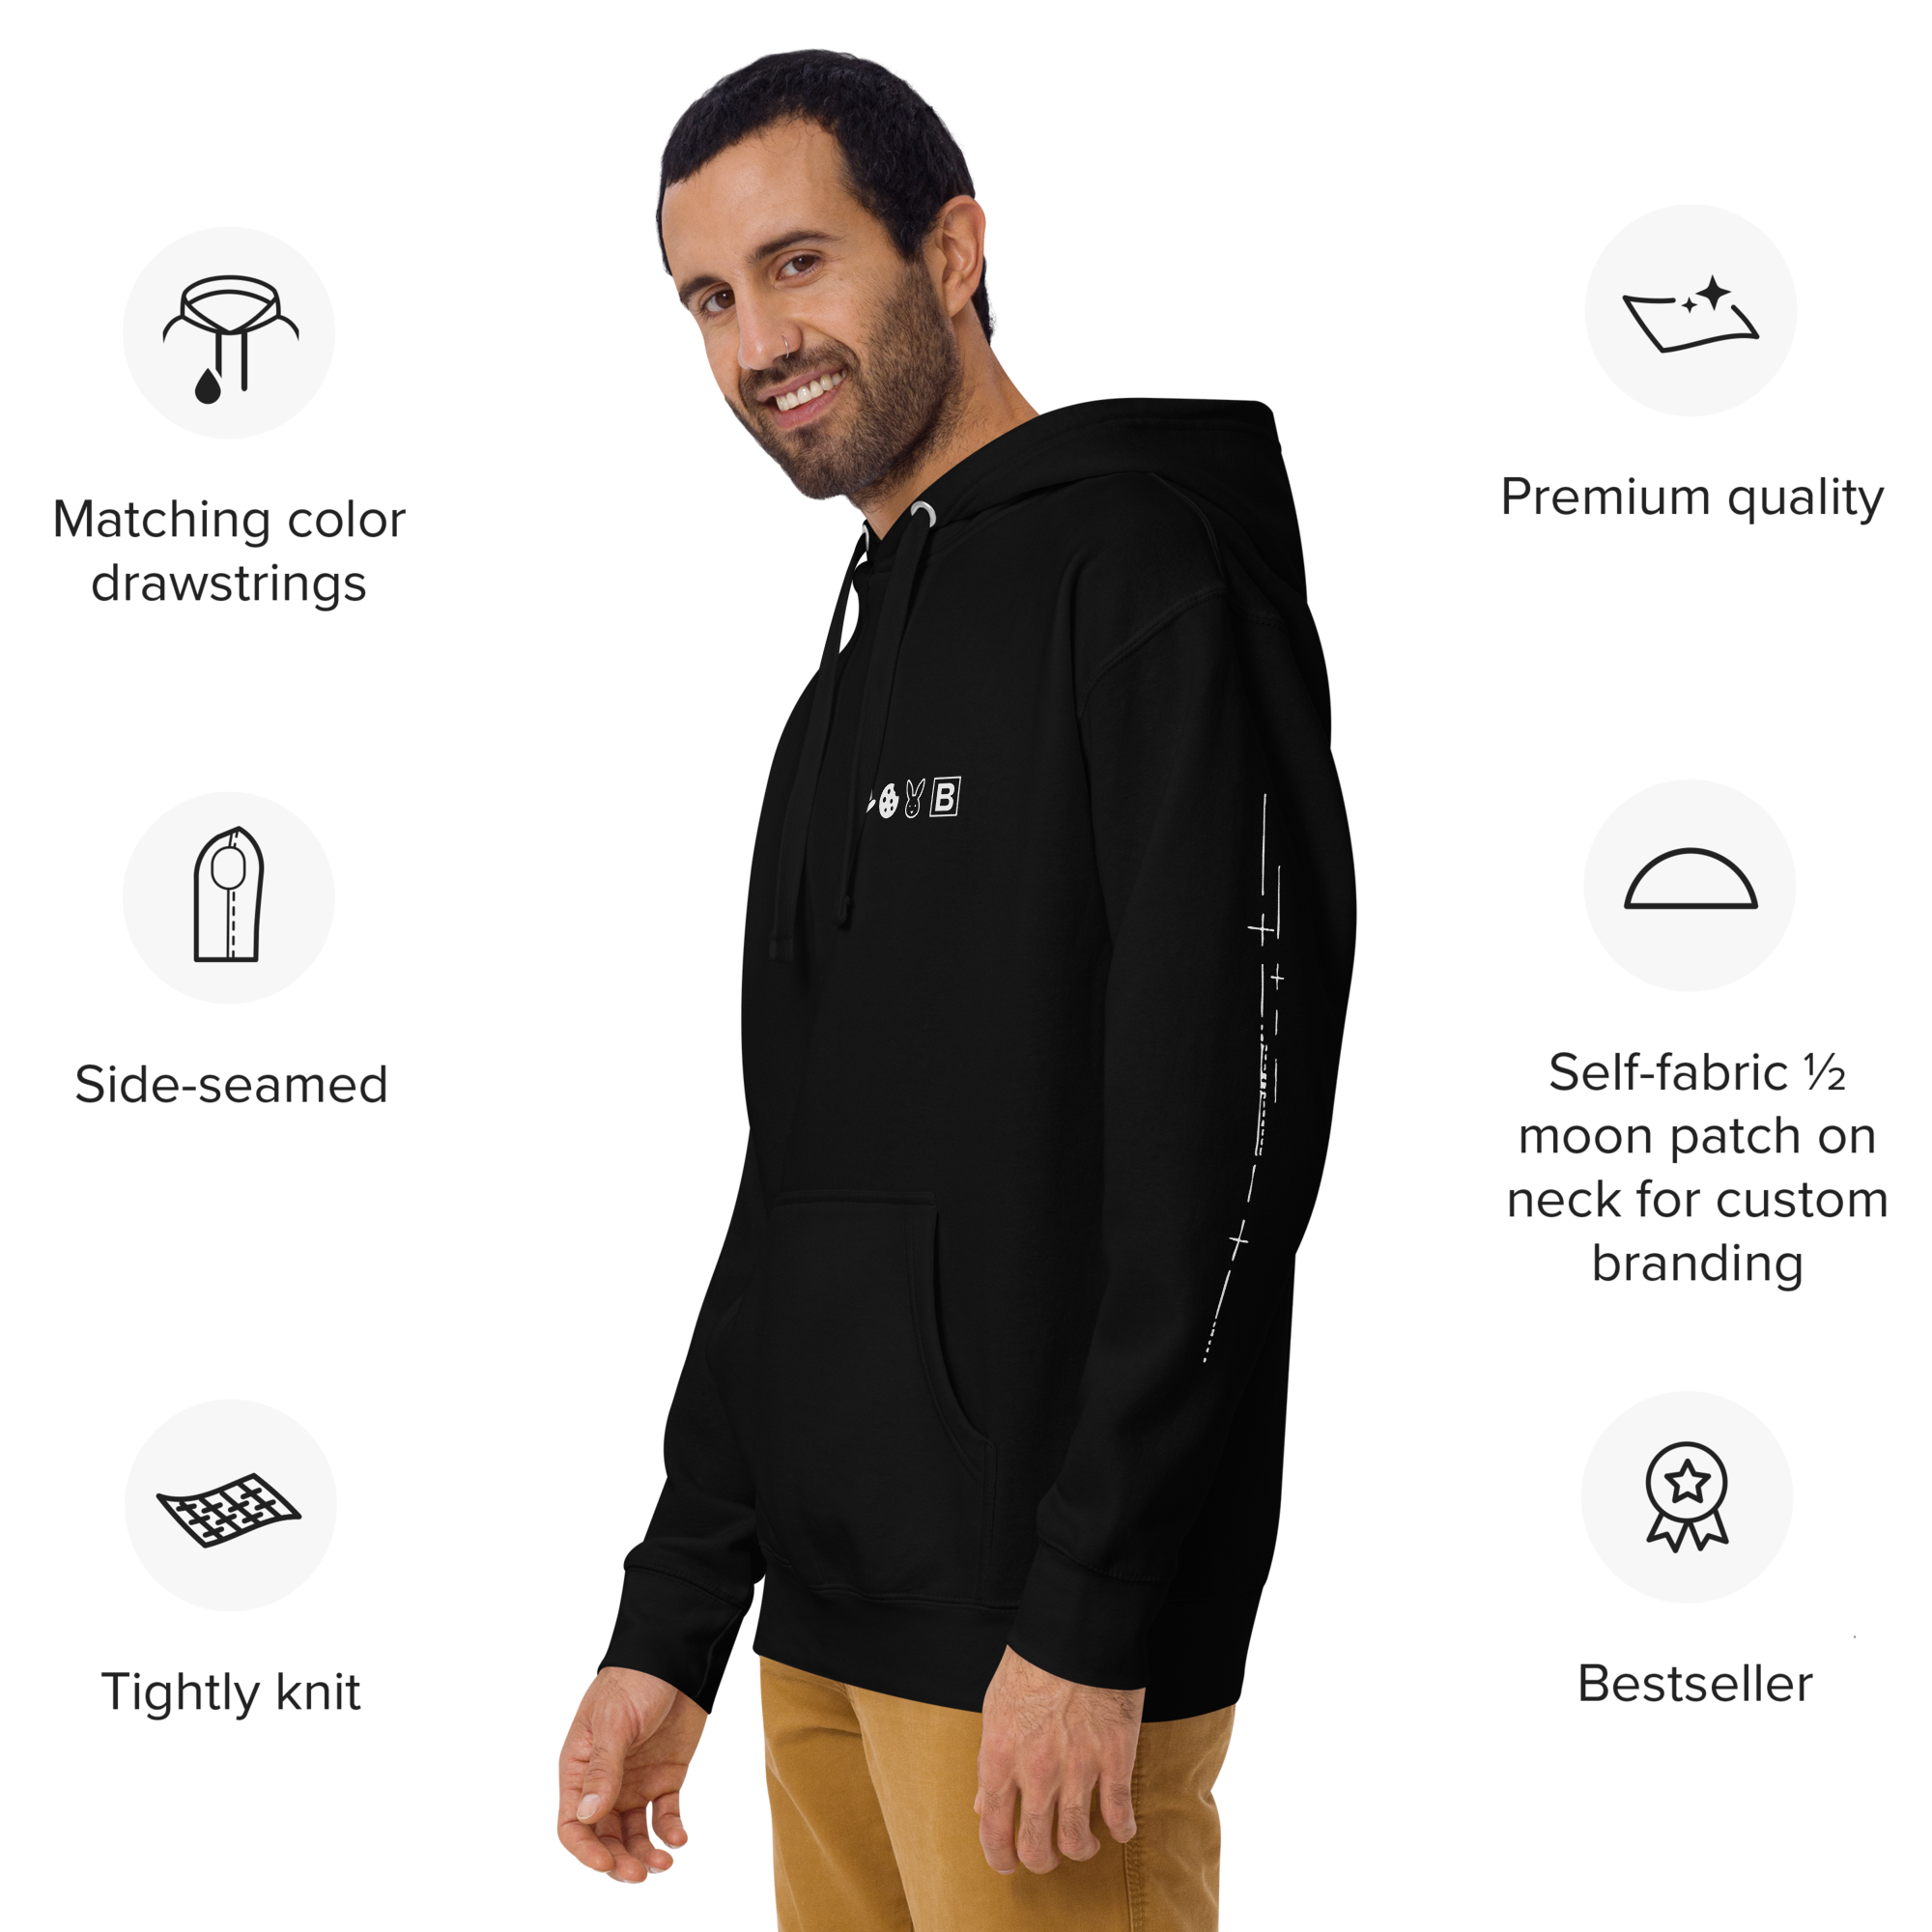 Matching color
drawstrings
Premium quality
B
Side-seamed
Self-fabric ½
moon patch on
neck for custom
branding
Tightly knit
Bestseller